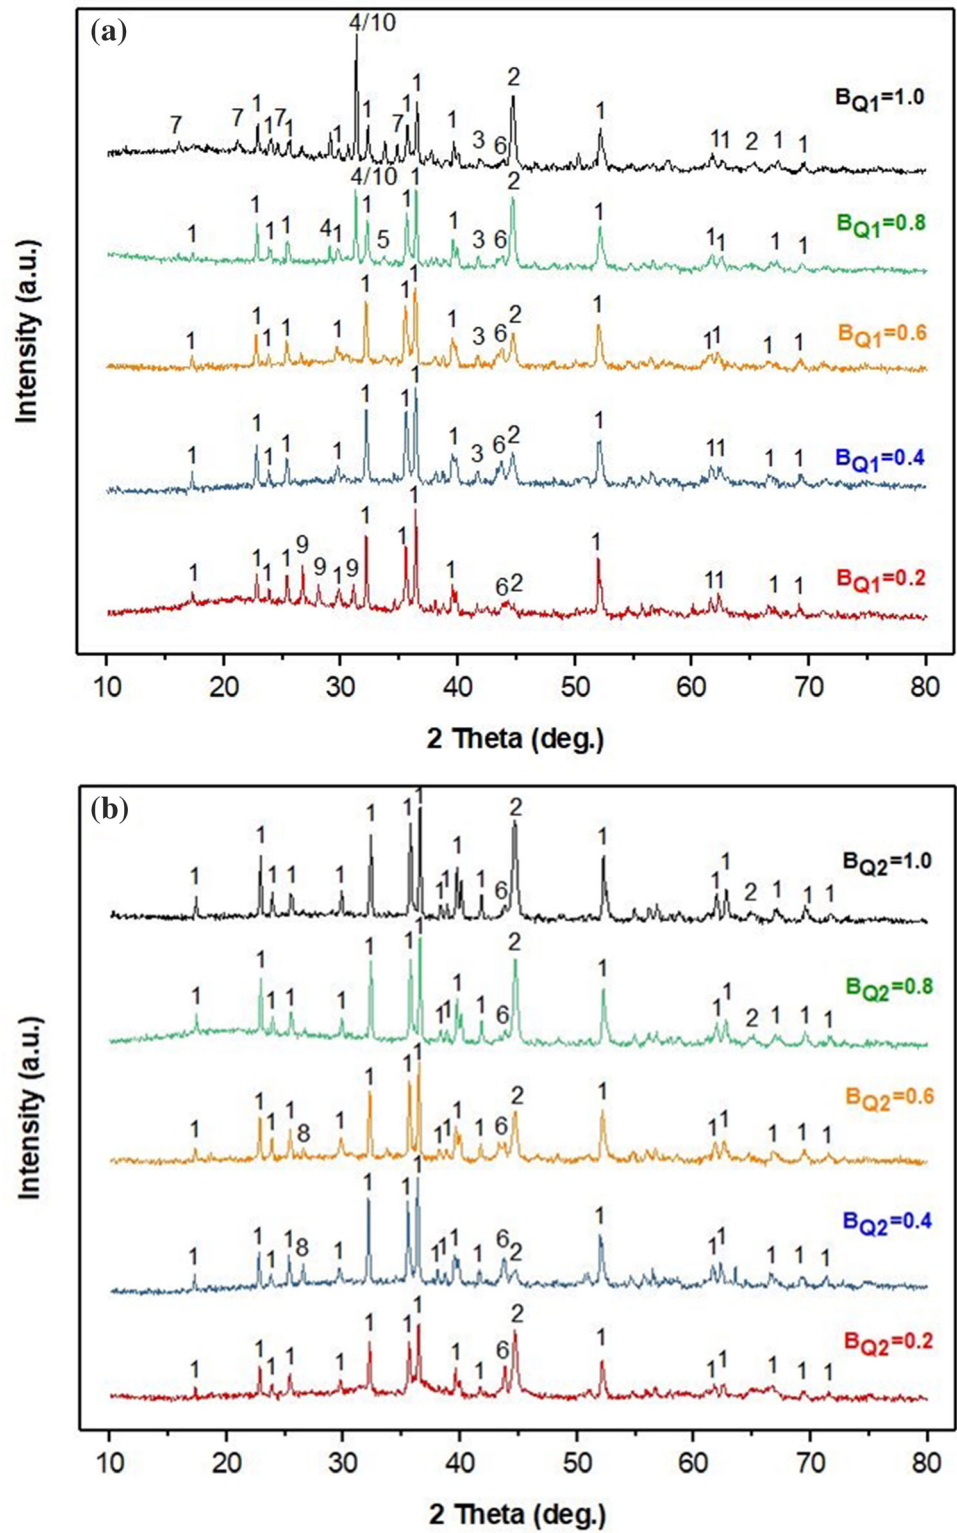 (a)
4/10
7 7 1 1 7 1 1 1 7 1 1 1 3 6 2 1 1 1 2 1 1
B Q1=1.0
4/10
1 1 1 1 4 1 1 5 1 1 1 3 6 2 1 1 1 1 1
B Q1=0.8
1 1 1 1 1 1 1 1 1 3 6 2 1 1 1 1 1
B Q1=0.6
1 1 1 1 1 1 1 1 1 3 6 2 1 1 1 1 1
B Q1=0.4
1 1 1 1 9 9 1 9 1 1 1 1 6 2 1 1 1 1 1
B Q1=0.2
Intensity (a.u.)
10 20 30 40 50 60 70 80
2 Theta (deg.)
(b)
1 1 1 1 1 1 1 1 1 1 1 1 6 2 1 1 1 2 1 1 1
B Q2=1.0
1 1 1 1 1 1 1 1 1 1 1 1 6 2 1 1 1 2 1 1 1
B Q2=0.8
1 1 1 1 8 1 1 1 1 1 1 1 1 6 2 1 1 1 1 1 1
B Q2=0.6
1 1 1 1 8 1 1 1 1 1 1 1 1 6 2 1 1 1 1 1 1
B Q2=0.4
1 1 1 1 1 1 1 1 1 1 6 2 1 1 1 1 1 1
B Q2=0.2
Intensity (a.u.)
10 20 30 40 50 60 70 80
2 Theta (deg.)